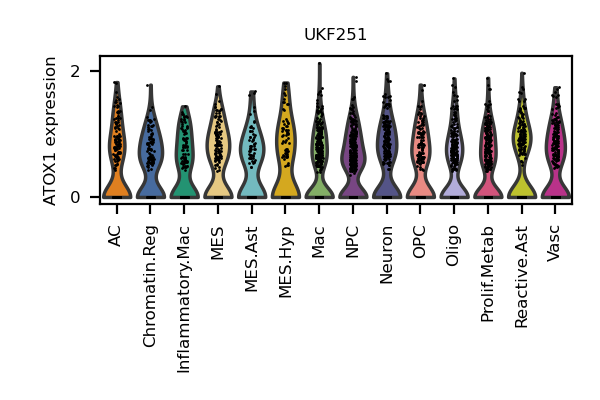 UKF251
ATOX1 expression
2
0
AC
Chromatin.Reg
Inflammatory.Mac
MES
MES.Ast
MES.Hyp
Mac
NPC
Neuron
OPC
Oligo
Prolif.Metab
Reactive.Ast
Vasc